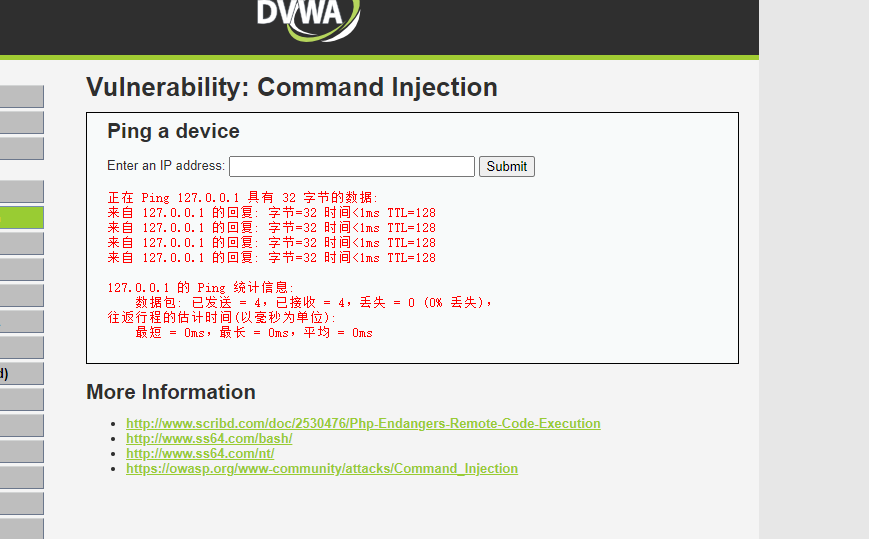 DVWA
Vulnerability: Command Injection
Ping a device
Enter an IP address: Submit
正在 Ping 127.0.0.1 具有 32 字节的数据:
来自 127.0.0.1 的回复: 字节=32 时间<1ms TTL=128
来自 127.0.0.1 的回复: 字节=32 时间<1ms TTL=128
来自 127.0.0.1 的回复: 字节=32 时间<1ms TTL=128
来自 127.0.0.1 的回复: 字节=32 时间<1ms TTL=128
127.0.0.1 的 Ping 统计信息:
数据包: 已发送 = 4，已接收 = 4，丢失 = 0 (0% 丢失)，
往返行程的估计时间(以毫秒为单位):
最短 = 0ms，最长 = 0ms，平均 = 0ms
d)
More Information
http://www.scribd.com/doc/2530476/Php-Endangers-Remote-Code-Execution
http://www.ss64.com/bash/
http://www.ss64.com/nt/
https://owasp.org/www-community/attacks/Command_Injection